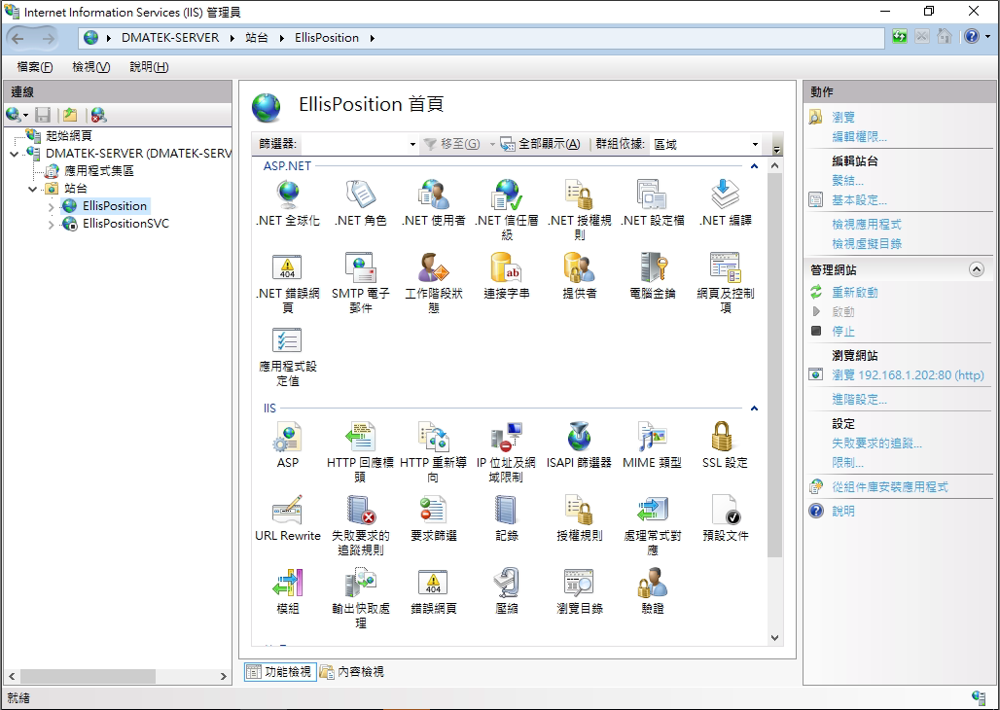 Internet Information Services (IIS) 管理員
DMATEK-SERVER 站台 EllisPosition
檔案(F) 檢視(V) 說明(H)
連線
起始網頁
DMATEK-SERVER (DMATEK-SERV
應用程式集區
站台
EllisPosition
EllisPositionSVC
EllisPosition 首頁
篩選器: 移至(G) 全部顯示(A) 群組依據: 區域
ASP.NET
.NET 全球化 .NET 角色 .NET 使用者 .NET 信任層級 .NET 授權規則 .NET 設定檔 .NET 編譯
.NET 錯誤網頁 SMTP 電子郵件 工作階段狀態 連接字串 提供者 電腦金鑰 網頁及控制項
應用程式設定值
IIS
ASP HTTP 回應標頭 HTTP 重新導向 IP 位址及網域限制 ISAPI 篩選器 MIME 類型 SSL 設定
URL Rewrite 失敗要求的追蹤規則 要求篩選 記錄 授權規則 處理常式對應 預設文件
模組 輸出快取處理 錯誤網頁 壓縮 瀏覽目錄 驗證
功能檢視 內容檢視
動作
瀏覽
編輯權限...
編輯站台
繫結...
基本設定...
檢視應用程式
檢視虛擬目錄
管理網站
重新啟動
啟動
停止
瀏覽網站
瀏覽 192.168.1.202:80 (http)
進階設定...
設定
失敗要求的追蹤...
限制...
從組件庫安裝應用程式
說明
就緒